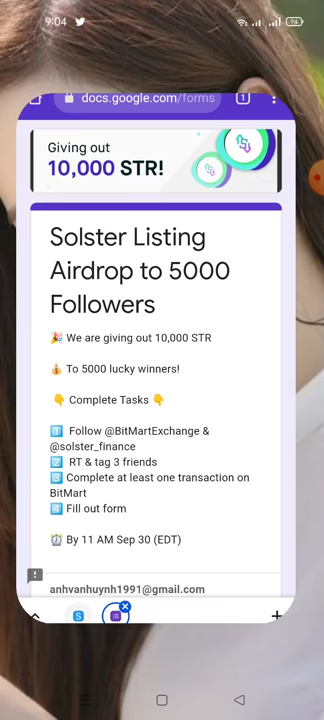 9:04
94
docs.google.com/forms
1
Giving out
10,000 STR!
Solster Listing
Airdrop to 5000
Followers
🎉 We are giving out 10,000 STR
💰 To 5000 lucky winners!
👇 Complete Tasks 👇
1️⃣ Follow @BitMartExchange &
@solster_finance
2️⃣ RT & tag 3 friends
3️⃣ Complete at least one transaction on
BitMart
4️⃣ Fill out form
⏰ By 11 AM Sep 30 (EDT)
anhvanhuynh1991@gmail.com
S